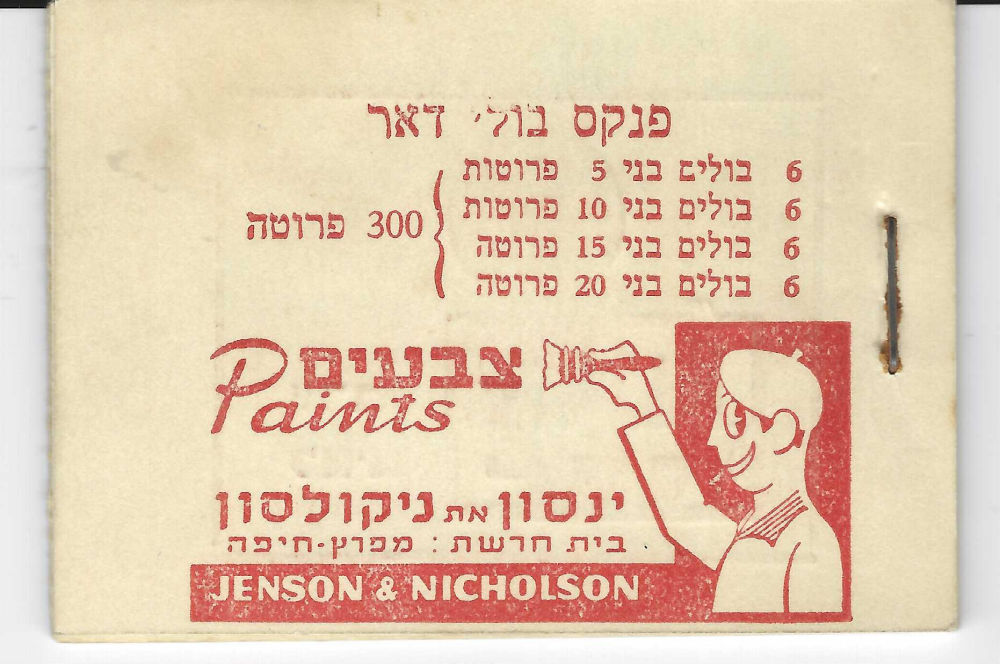 פנקס בולי דאר
6 בולים בני 5 פרוטות
6 בולים בני 10 פרוטות
6 בולים בני 15 פרוטה
6 בולים בני 20 פרוטה
300 פרוטה
צבעים
Paints
ינסון את ניקולסון
בית חרשת: מפרץ-חיפה
JENSON & NICHOLSON